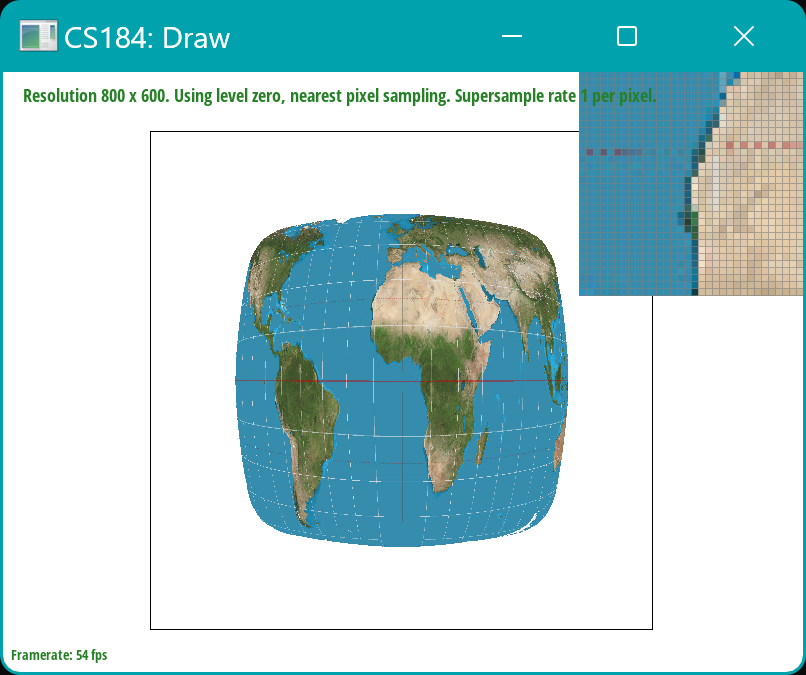 CS184: Draw
Resolution 800 x 600. Using level zero, nearest pixel sampling. Supersample rate 1 per pixel.
Framerate: 54 fps